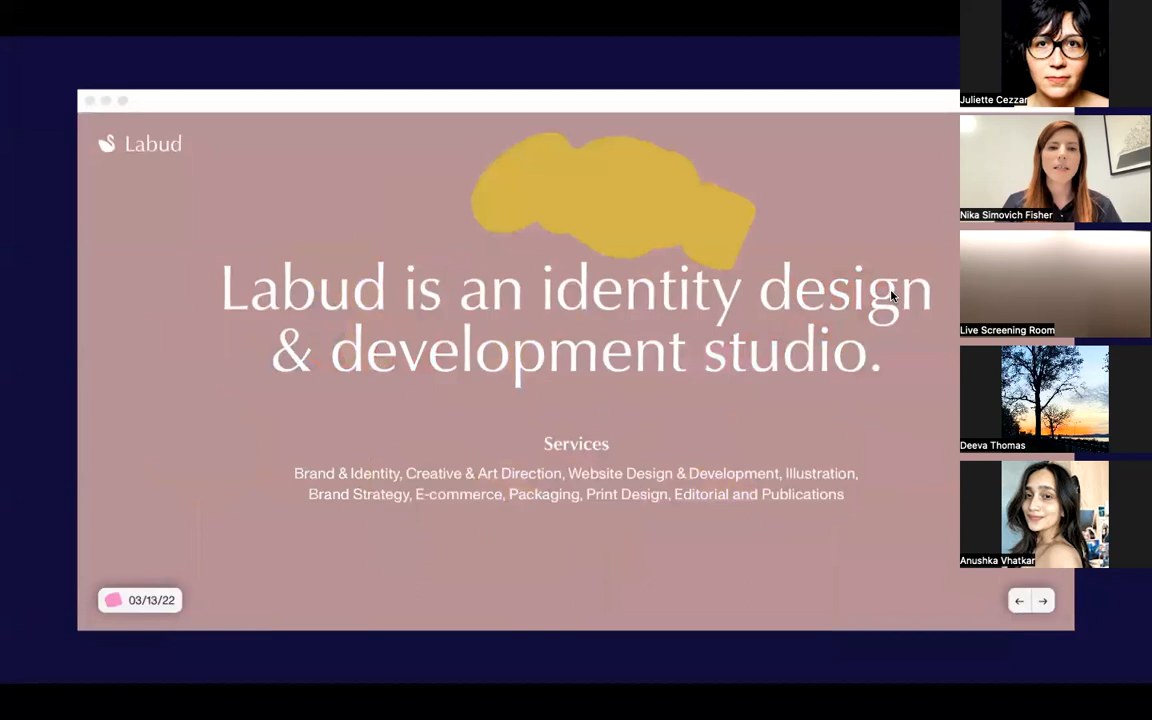 Labud
Labud is an identity design
& development studio.
Services
Brand & Identity, Creative & Art Direction, Website Design & Development, Illustration,
Brand Strategy, E-commerce, Packaging, Print Design, Editorial and Publications
03/13/22
← →
Juliette Cezzar
Nika Simovich Fisher
Live Screening Room
Deeva Thomas
Anushka Vhatkar